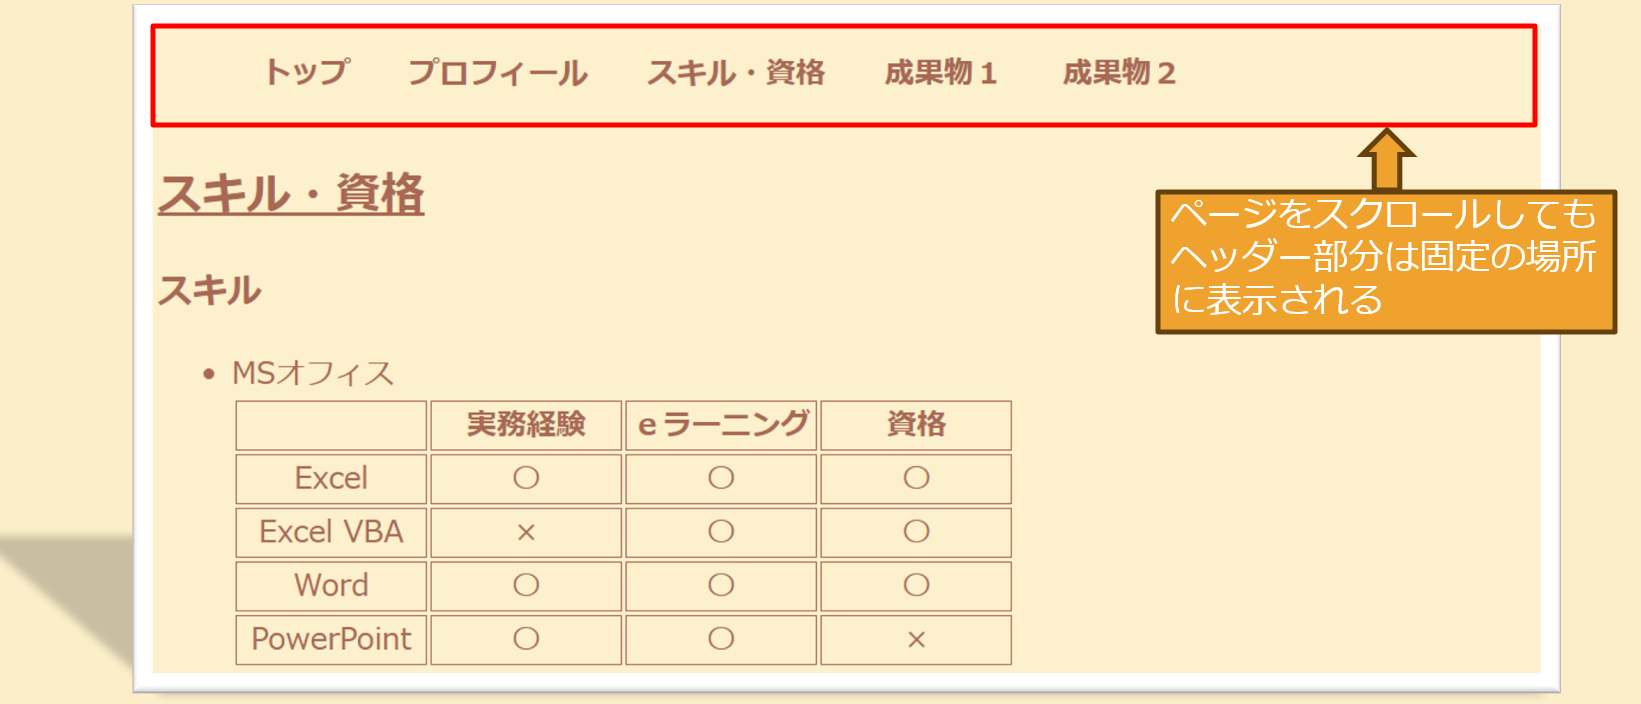 トップ プロフィール スキル・資格 成果物１ 成果物２
スキル・資格
ページをスクロールしても
ヘッダー部分は固定の場所
に表示される
スキル
• MSオフィス
実務経験 ｅラーニング 資格
Excel 〇 〇 〇
Excel VBA × 〇 〇
Word 〇 〇 〇
PowerPoint 〇 〇 ×